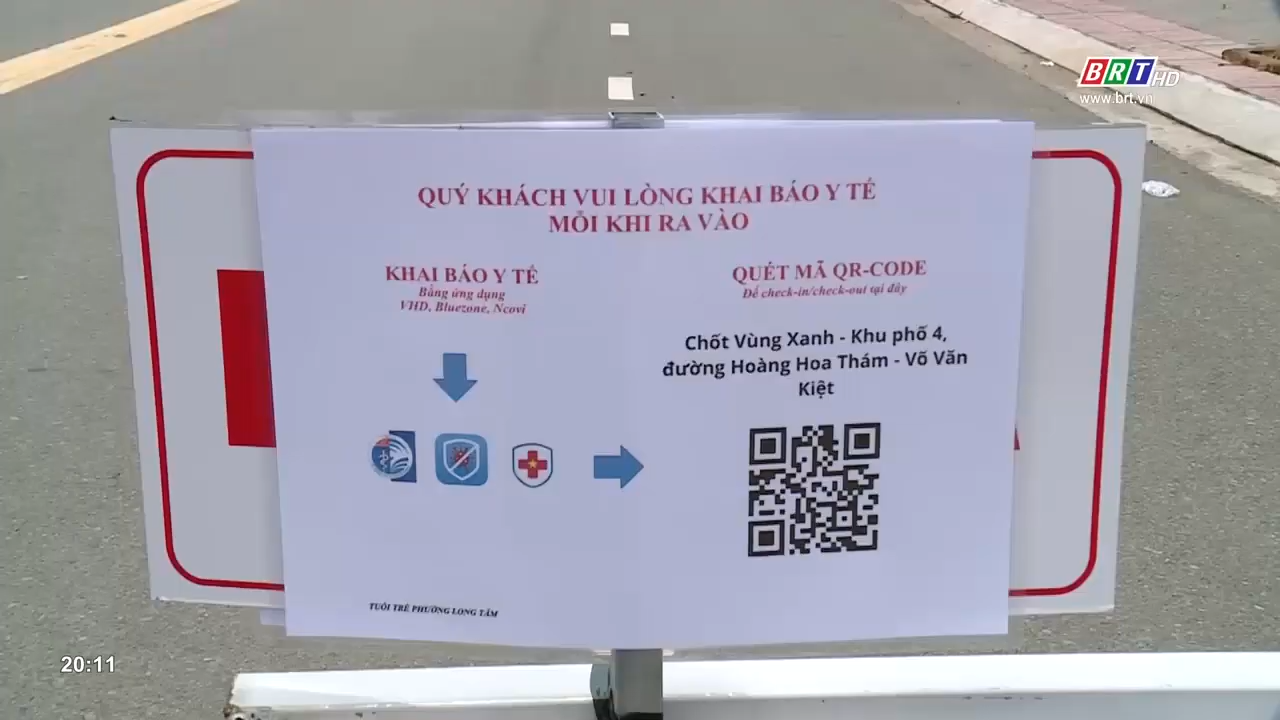 BRT HD
www.brt.vn
QUÝ KHÁCH VUI LÒNG KHAI BÁO Y TẾ
MỖI KHI RA VÀO
KHAI BÁO Y TẾ
Bằng ứng dụng
VHD, Bluezone, Ncovi
QUÉT MÃ QR-CODE
Để check-in/check-out tại đây
Chốt Vùng Xanh - Khu phố 4,
đường Hoàng Hoa Thám - Võ Văn
Kiệt
TUỔI TRẺ PHƯỜNG LONG TÂM
20:11